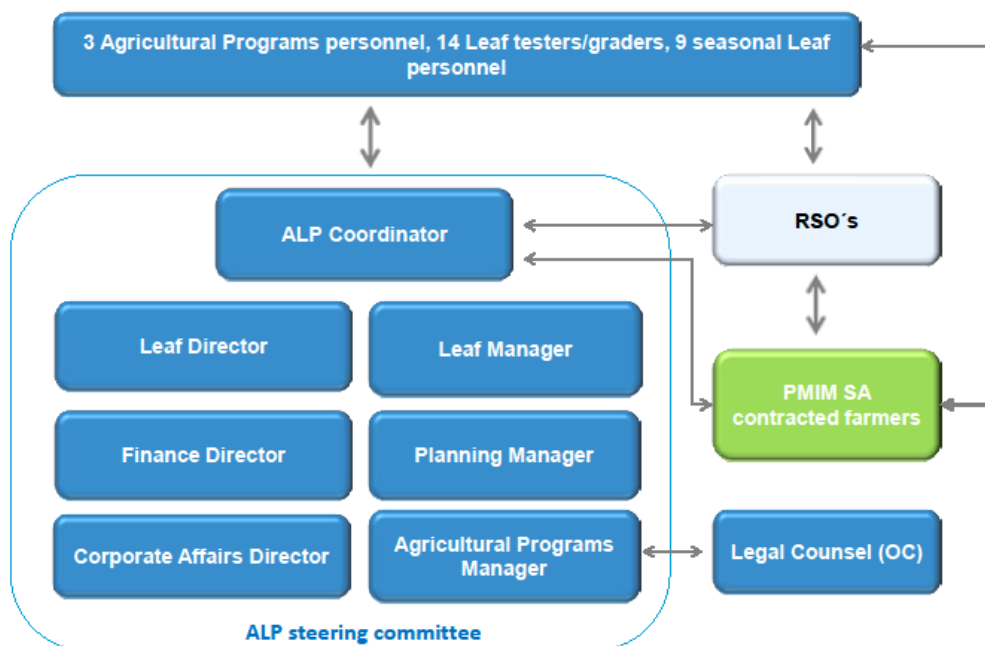 3 Agricultural Programs personnel, 14 Leaf testers/graders, 9 seasonal Leaf
personnel
ALP Coordinator
RSO´s
Leaf Director
Leaf Manager
PMIM SA
contracted farmers
Finance Director
Planning Manager
Corporate Affairs Director
Agricultural Programs
Manager
Legal Counsel (OC)
ALP steering committee